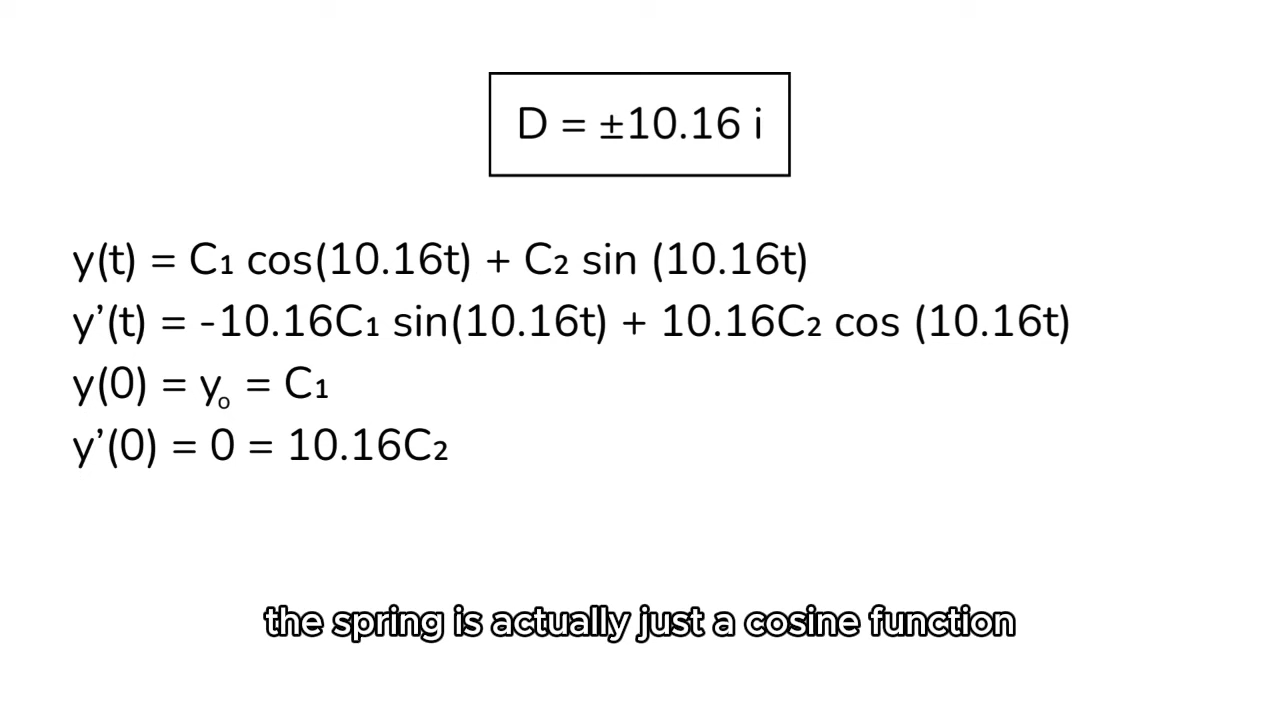 D = ±10.16 i
y(t) = C₁ cos(10.16t) + C₂ sin (10.16t)
y’(t) = -10.16C₁ sin(10.16t) + 10.16C₂ cos (10.16t)
y(0) = yₒ = C₁
y’(0) = 0 = 10.16C₂
the spring is actually just a cosine function